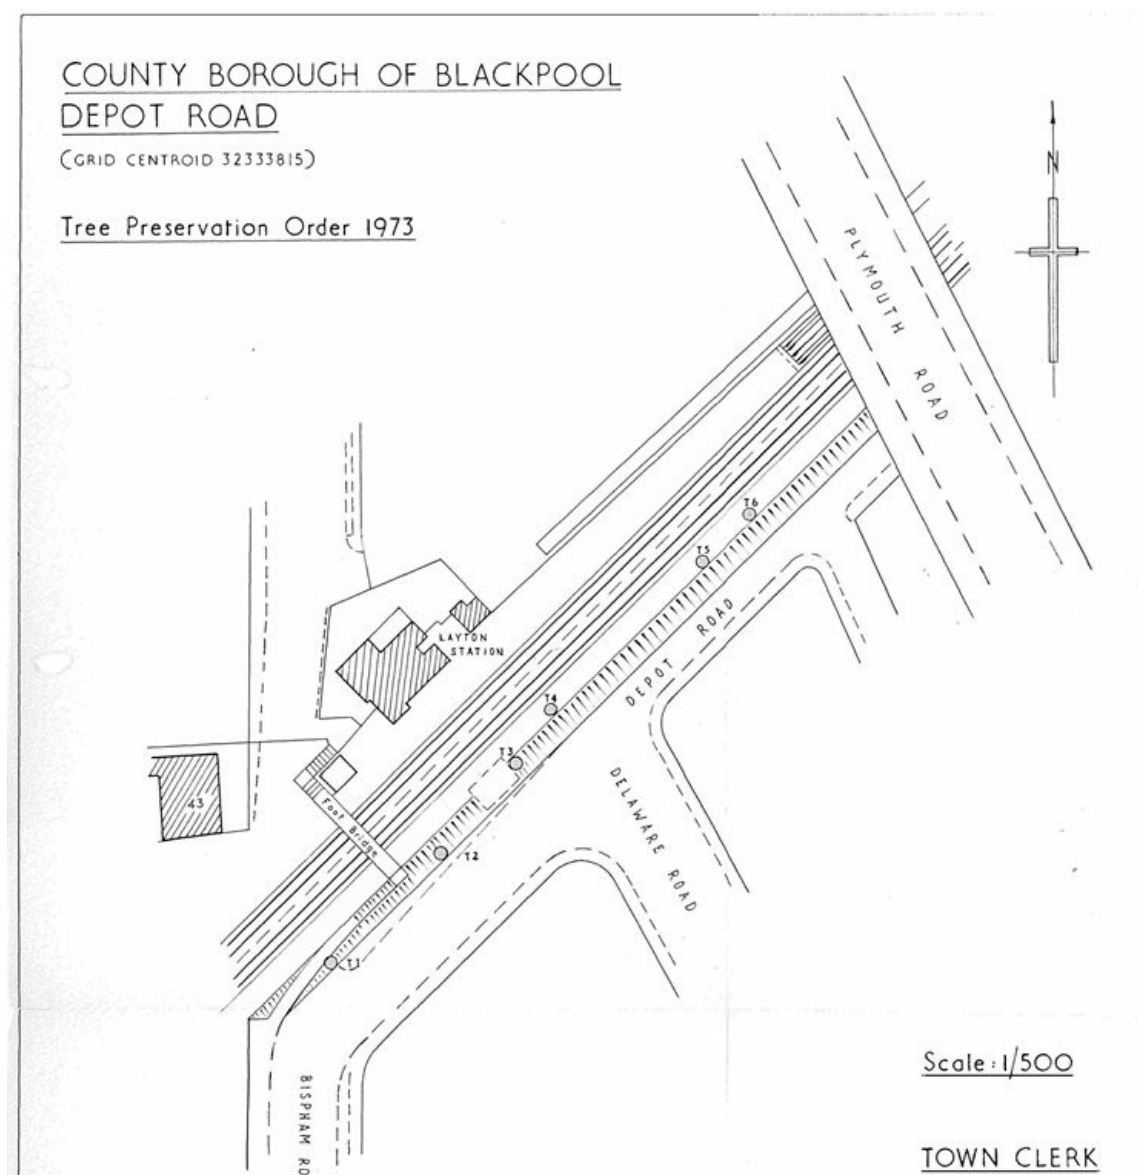 COUNTY BOROUGH OF BLACKPOOL
DEPOT ROAD
(GRID CENTROID 32333815)
Tree Preservation Order 1973
N
PLYMOUTH ROAD
T6
T5
DEPOT ROAD
LAYTON
STATION
T4
T3
DELAWARE ROAD
43
Foot Bridge
T2
T1
BISPHAM RO
Scale: 1/500
TOWN CLERK